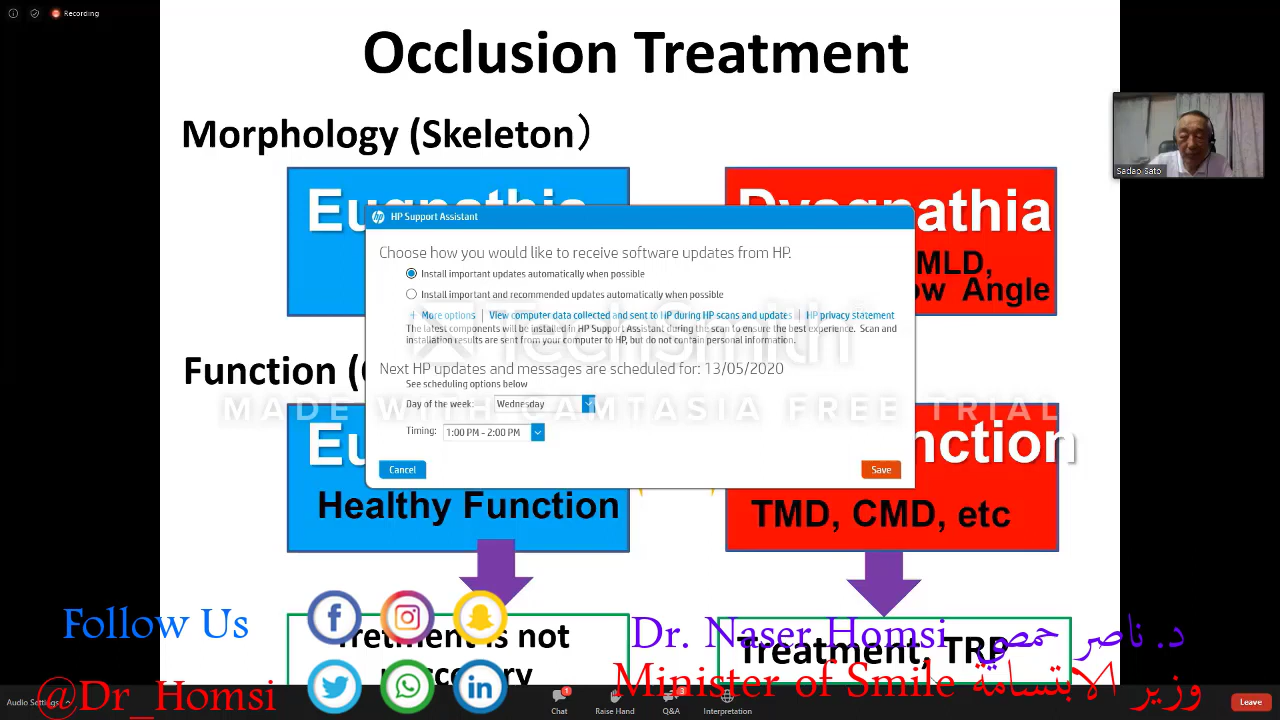 Recording
Occlusion Treatment
Morphology (Skeleton）
Sadao Sato
HP Support Assistant
Choose how you would like to receive software updates from HP.
Install important updates automatically when possible
Install important and recommended updates automatically when possible
+ More options | View computer data collected and sent to HP during HP scans and updates | HP privacy statement
The latest components will be installed in HP Support Assistant during the scan to ensure the best experience. Scan and
installation results are sent from your computer to HP, but do not contain personal information.
Next HP updates and messages are scheduled for: 13/05/2020
See scheduling options below
Day of the week: Wednesday
Timing: 1:00 PM - 2:00 PM
Cancel
Save
Eugnathia
Dysgnathia
MLD,
Angle
TechSmith
MADE WITH CAMTASIA FREE TRIAL
Function
Healthy Function
TMD, CMD, etc
Tretment is not
Treatment, TRP
Follow Us
@Dr_Homsi
Dr. Naser Homsi د. ناصر حمصي
Minister of Smile وزير الابتسامة
Audio Settings
Chat 1
Raise Hand
Q&A 3
Interpretation
Leave